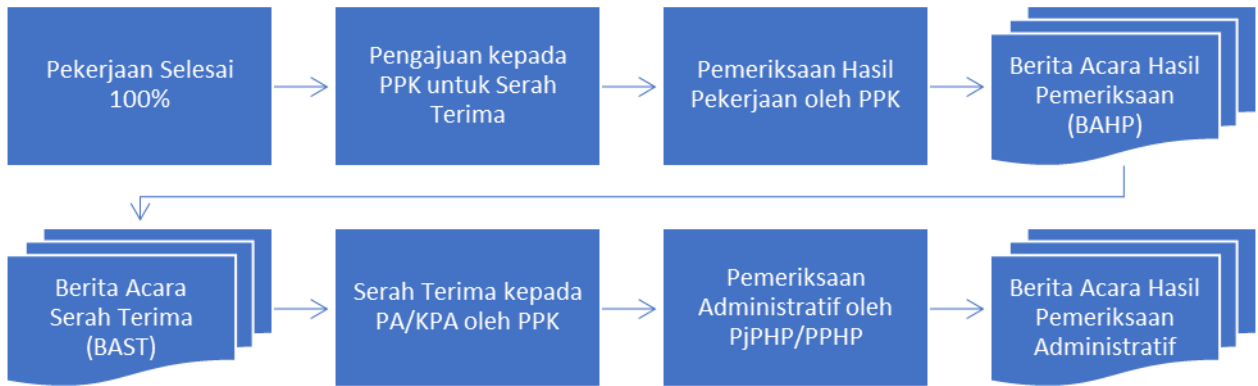 Pekerjaan Selesai
100%
Pengajuan kepada
PPK untuk Serah
Terima
Pemeriksaan Hasil
Pekerjaan oleh PPK
Berita Acara Hasil
Pemeriksaan
(BAHP)
Berita Acara
Serah Terima
(BAST)
Serah Terima kepada
PA/KPA oleh PPK
Pemeriksaan
Administratif oleh
PjPHP/PPHP
Berita Acara Hasil
Pemeriksaan
Administratif